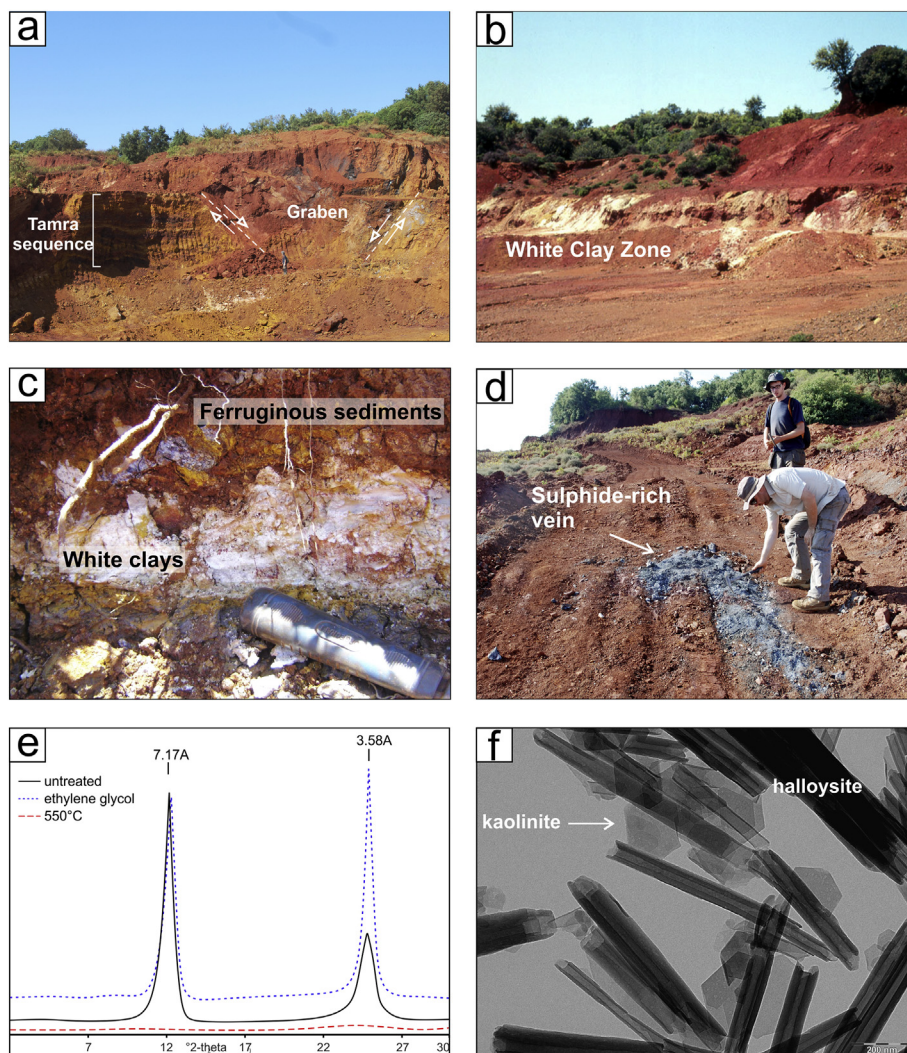 a
Tamra
sequence
Graben
b
White Clay Zone
c
Ferruginous sediments
White clays
d
Sulphide-rich
vein
e
7.17A
3.58A
untreated
ethylene glycol
550°C
7
12
°2-theta
17
22
27
30
f
halloysite
kaolinite
200 nm